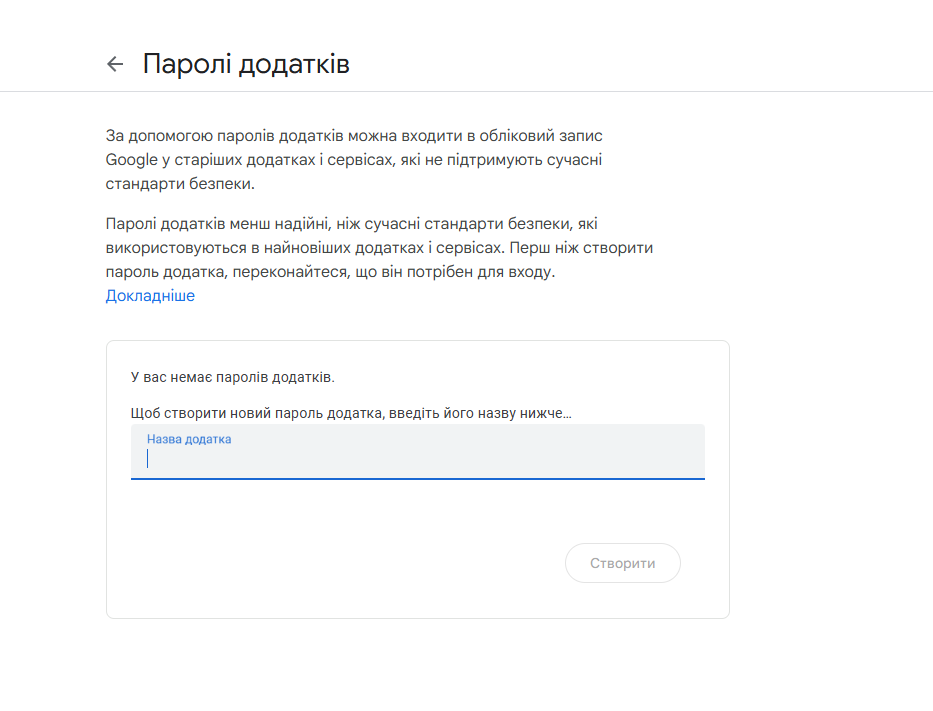 Паролі додатків
За допомогою паролів додатків можна входити в обліковий запис
Google у старіших додатках і сервісах, які не підтримують сучасні
стандарти безпеки.
Паролі додатків менш надійні, ніж сучасні стандарти безпеки, які
використовуються в найновіших додатках і сервісах. Перш ніж створити
пароль додатка, переконайтеся, що він потрібен для входу.
Докладніше
У вас немає паролів додатків.
Щоб створити новий пароль додатка, введіть його назву нижче…
Назва додатка
Створити